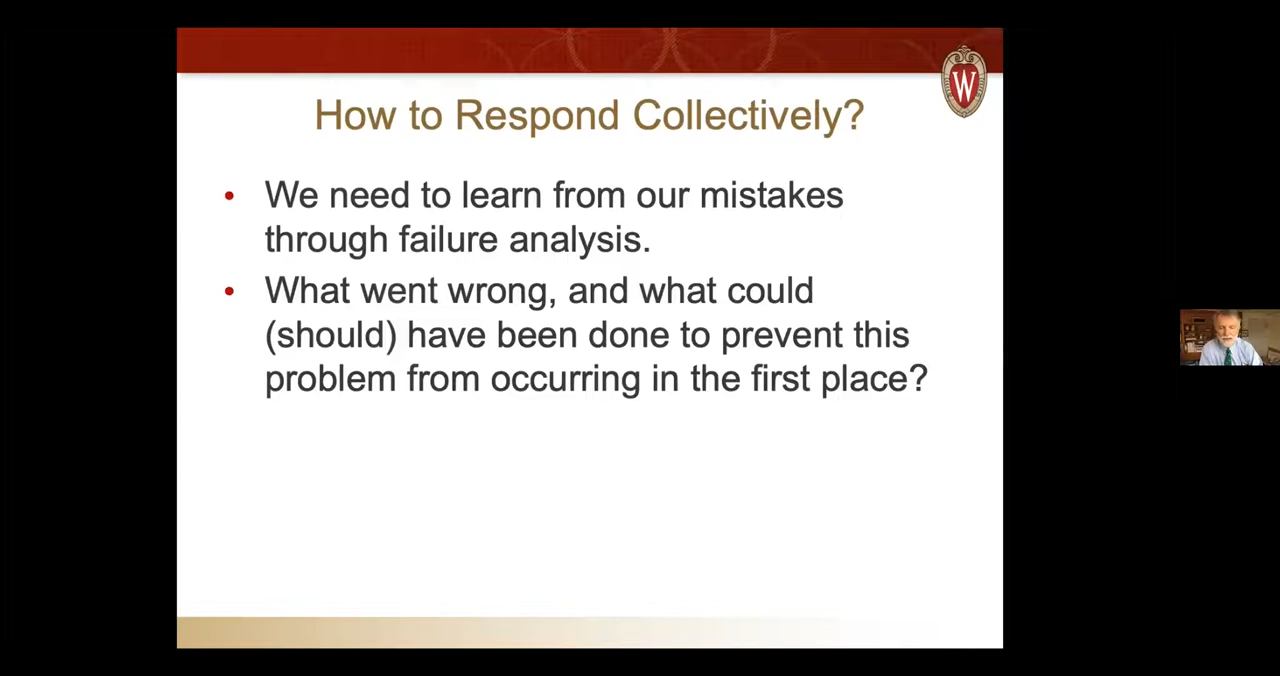 How to Respond Collectively?
W
• We need to learn from our mistakes
through failure analysis.
• What went wrong, and what could
(should) have been done to prevent this
problem from occurring in the first place?